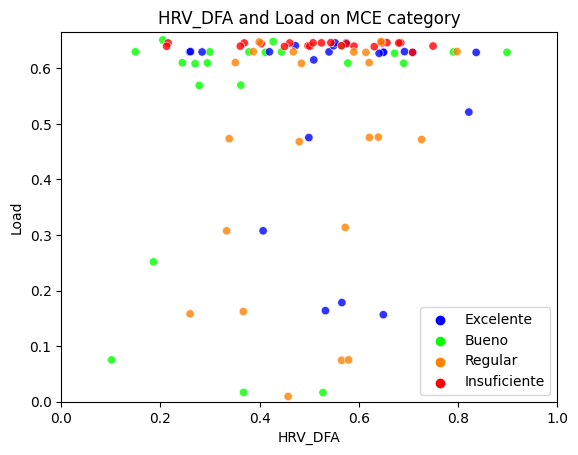 HRV_DFA and Load on MCE category
Load
0.6
0.5
0.4
0.3
0.2
0.1
0.0
Excelente
Bueno
Regular
Insuficiente
0.0 0.2 0.4 0.6 0.8 1.0
HRV_DFA